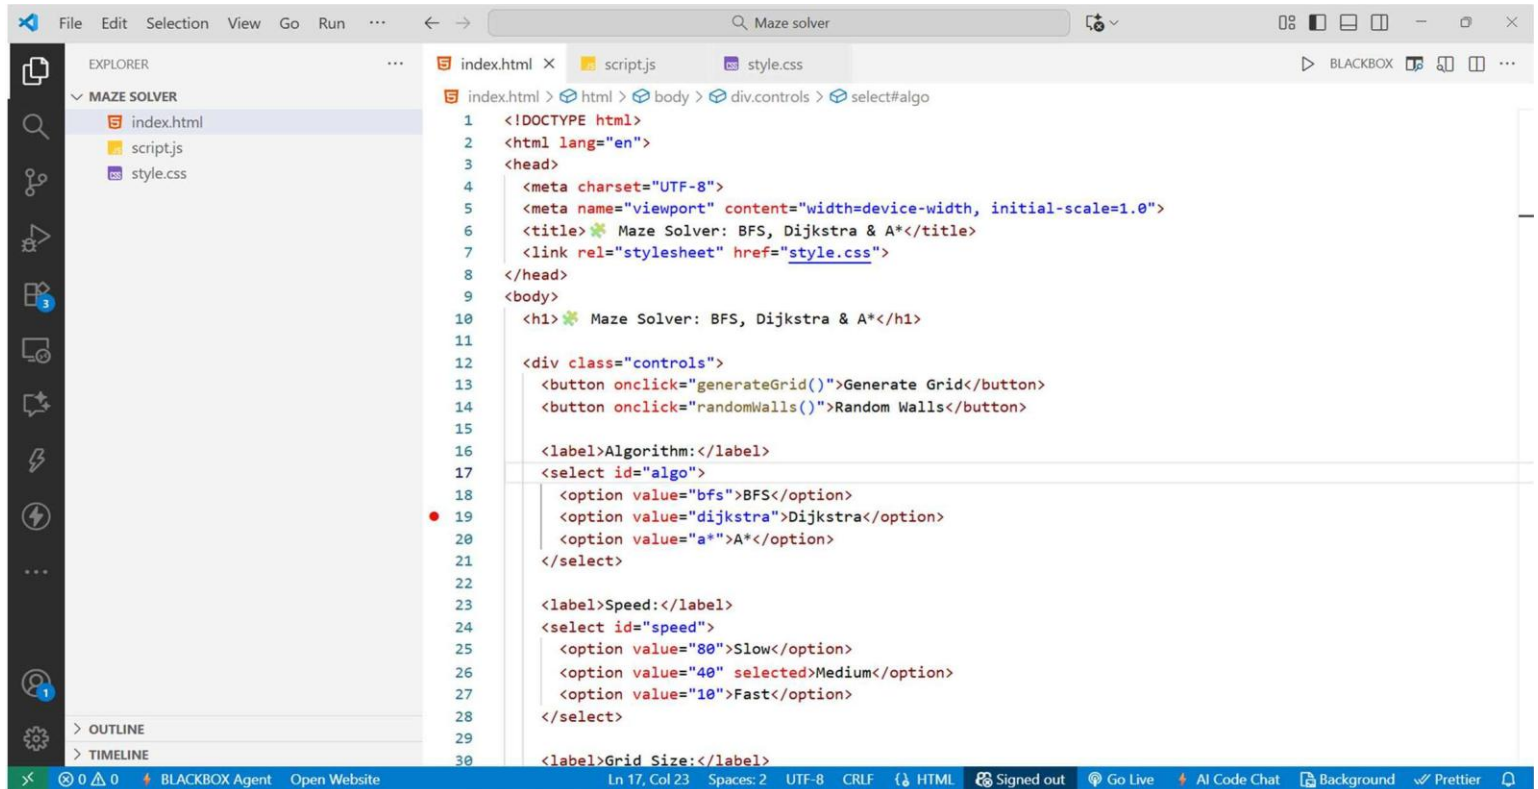 File Edit Selection View Go Run ··· Maze solver
EXPLORER ···
MAZE SOLVER
index.html
script.js
style.css
OUTLINE
TIMELINE
index.html script.js style.css BLACKBOX ···
index.html > html > body > div.controls > select#algo
1 <!DOCTYPE html>
2 <html lang="en">
3 <head>
4 <meta charset="UTF-8">
5 <meta name="viewport" content="width=device-width, initial-scale=1.0">
6 <title>🧩 Maze Solver: BFS, Dijkstra & A*</title>
7 <link rel="stylesheet" href="style.css">
8 </head>
9 <body>
10 <h1>🧩 Maze Solver: BFS, Dijkstra & A*</h1>
11
12 <div class="controls">
13 <button onclick="generateGrid()">Generate Grid</button>
14 <button onclick="randomWalls()">Random Walls</button>
15
16 <label>Algorithm:</label>
17 <select id="algo">
18 <option value="bfs">BFS</option>
19 <option value="dijkstra">Dijkstra</option>
20 <option value="a*">A*</option>
21 </select>
22
23 <label>Speed:</label>
24 <select id="speed">
25 <option value="80">Slow</option>
26 <option value="40" selected>Medium</option>
27 <option value="10">Fast</option>
28 </select>
29
30 <label>Grid Size:</label>
3
1
0 0 BLACKBOX Agent Open Website Ln 17, Col 23 Spaces: 2 UTF-8 CRLF HTML Signed out Go Live AI Code Chat Background Prettier